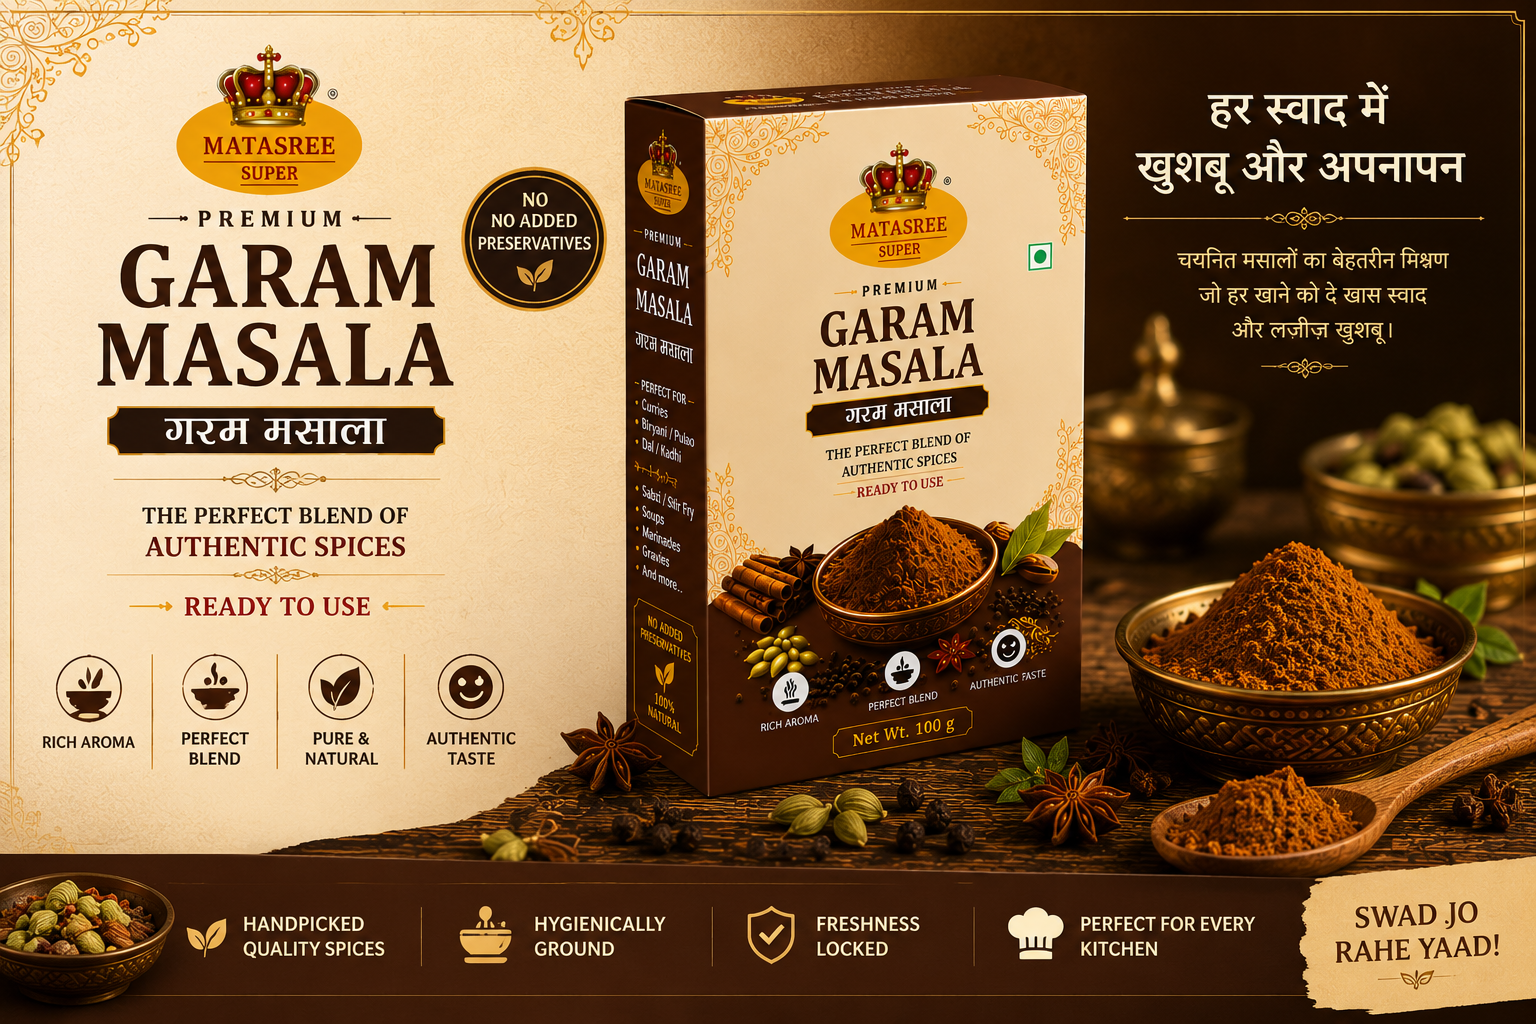 ®
MATASREE
SUPER
PREMIUM
GARAM
MASALA
गरम मसाला
THE PERFECT BLEND OF
AUTHENTIC SPICES
READY TO USE
RICH AROMA
PERFECT
BLEND
PURE &
NATURAL
AUTHENTIC
TASTE
NO
NO ADDED
PRESERVATIVES
MATASREE
SUPER
PREMIUM
GARAM
MASALA
गरम मसाला
PERFECT FOR
• Curries
• Biryani / Pulao
• Dal / Kadhi
• Sabzi / Stir Fry
• Soups
• Marinades
• Gravies
• And more...
NO ADDED
PRESERVATIVES
100%
NATURAL
®
MATASREE
SUPER
PREMIUM
GARAM
MASALA
गरम मसाला
THE PERFECT BLEND OF
AUTHENTIC SPICES
READY TO USE
RICH AROMA
PERFECT BLEND
AUTHENTIC TASTE
Net Wt. 100 g
हर स्वाद में
खुशबू और अपनापन
चयनित मसालों का बेहतरीन मिश्रण
जो हर खाने को दे खास स्वाद
और लज़ीज़ खुशबू।
HANDPICKED
QUALITY SPICES
HYGIENICALLY
GROUND
FRESHNESS
LOCKED
PERFECT FOR EVERY
KITCHEN
SWAD JO
RAHE YAAD!